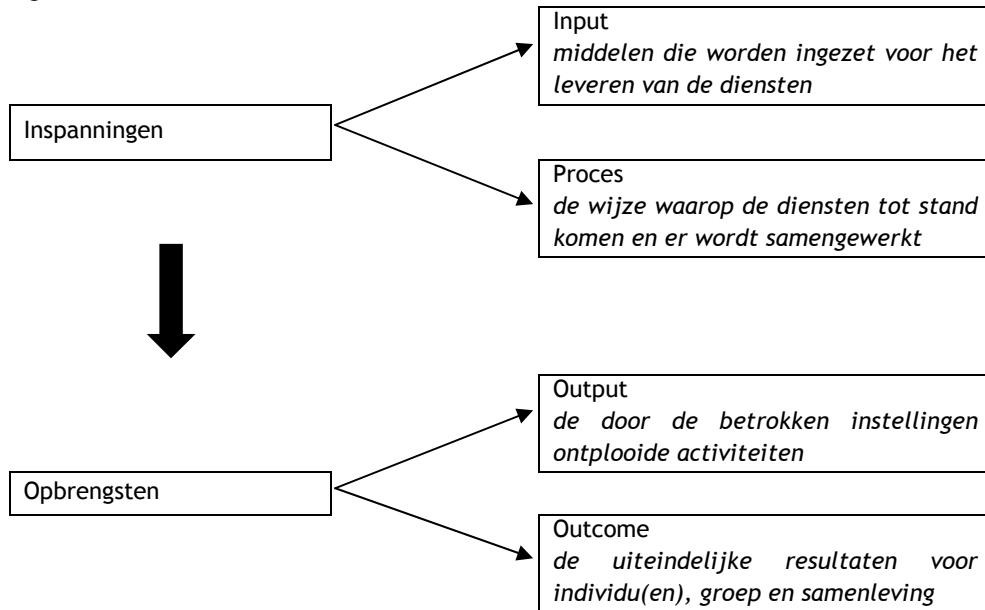 Input
middelen die worden ingezet voor het
leveren van de diensten
Inspanningen
Proces
de wijze waarop de diensten tot stand
komen en er wordt samengewerkt
Output
de door de betrokken instellingen
ontplooide activiteiten
Opbrengsten
Outcome
de uiteindelijke resultaten voor
individu(en), groep en samenleving